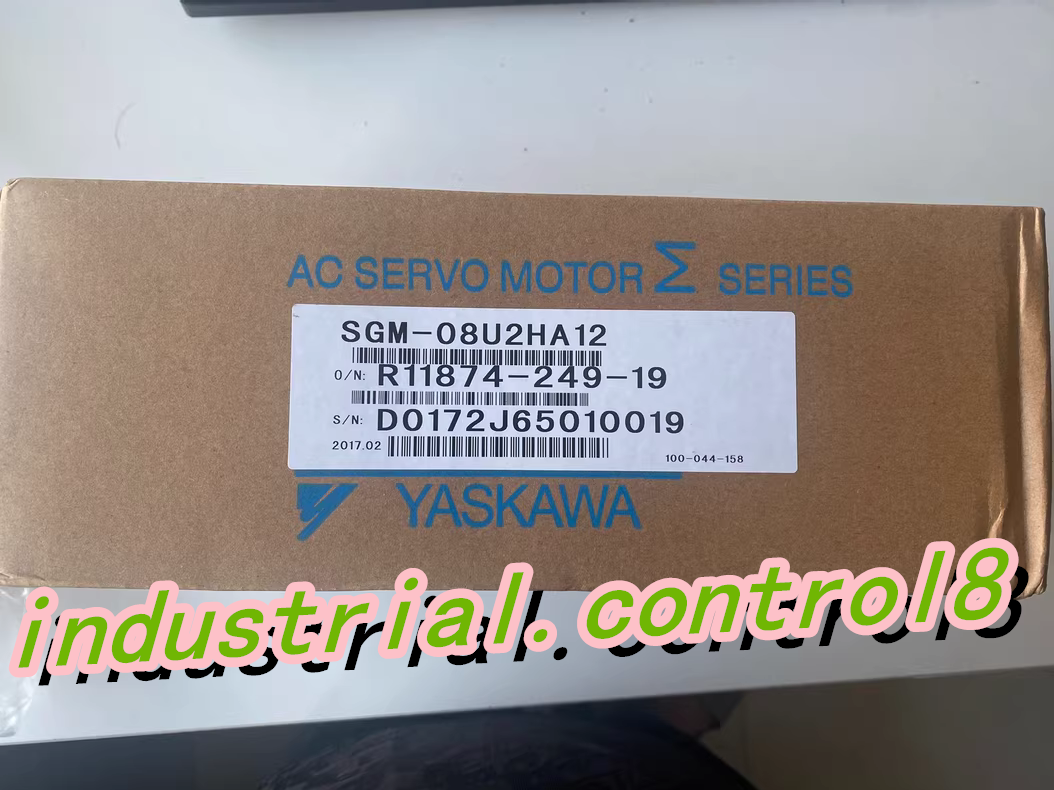 AC SERVO MOTOR Σ SERIES
SGM-08U2HA12
O/N: R11874-249-19
S/N: D0172J65010019
2017.02
100-044-158
YASKAWA
industrial.control8